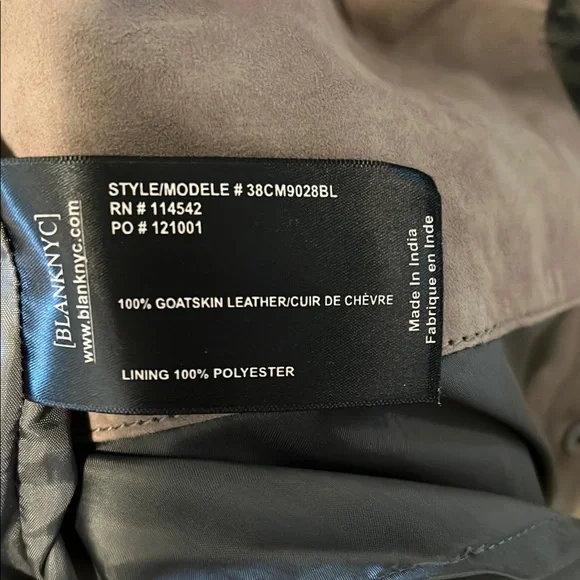 STYLE/MODELE # 38CM9028BL
RN # 114542
PO # 121001
100% GOATSKIN LEATHER/CUIR DE CHÈVRE
LINING 100% POLYESTER
[BLANKNYC]
www.blanknyc.com
Made In India
Fabrique en Inde